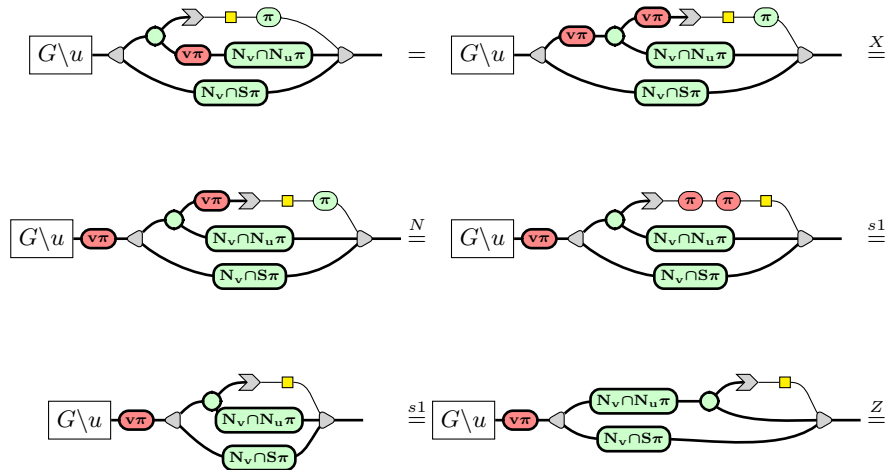 π
G\u vπ N_v∩N_uπ =
N_v∩Sπ
vπ π
G\u vπ N_v∩N_uπ = X
N_v∩Sπ
vπ π
G\u vπ N_v∩N_uπ = N
N_v∩Sπ
π π
G\u vπ N_v∩N_uπ = s1
N_v∩Sπ
G\u vπ N_v∩N_uπ = s1
N_v∩Sπ
N_v∩N_uπ
G\u vπ = Z
N_v∩Sπ